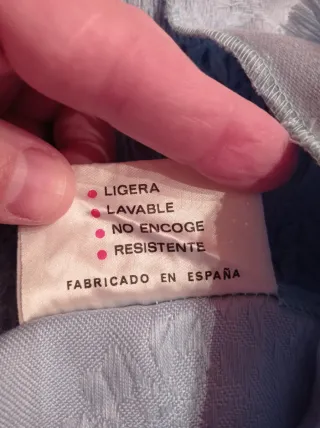 • LIGERA
• LAVABLE
• NO ENCOGE
• RESISTENTE
FABRICADO EN ESPAÑA